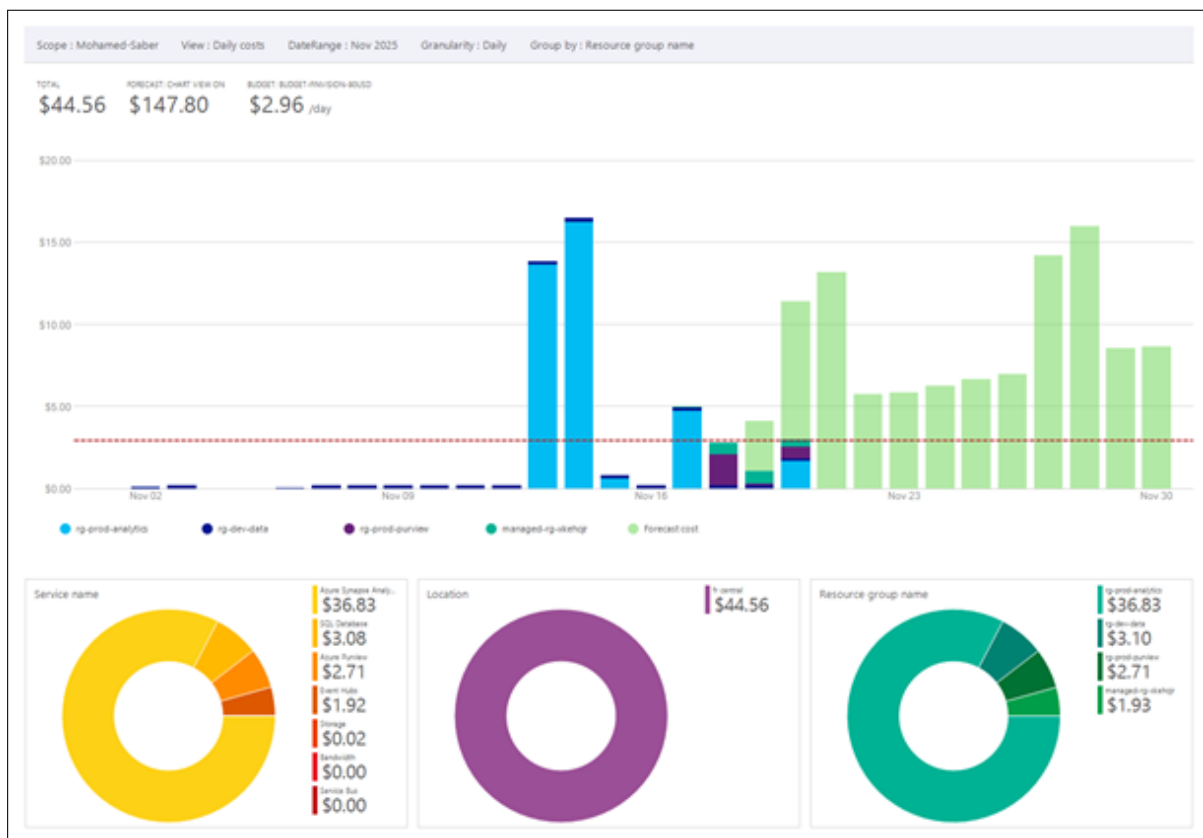 Scope : Mohamed-Saber View : Daily costs DateRange : Nov 2025 Granularity : Daily Group by : Resource group name
TOTAL FORECAST: CHART VIEW ON
$44.56 $147.80 $2.96 /day
$20.00
$15.00
$10.00
$5.00
$0.00
Nov 02 Nov 09 Nov 16 Nov 23 Nov 30
rg-prod-analytics rg-dev-data rg-prod-purview Forecast cost
Service name
Azure Synapse Analy...
$36.83
SQL Database
$3.08
Azure Purview
$2.71
Event Hubs
$1.92
Storage
$0.02
Bandwidth
$0.00
Service Bus
$0.00
Location
fr central
$44.56
Resource group name
rg-prod-analytics
$36.83
rg-dev-data
$3.10
rg-prod-purview
$2.71
$1.93